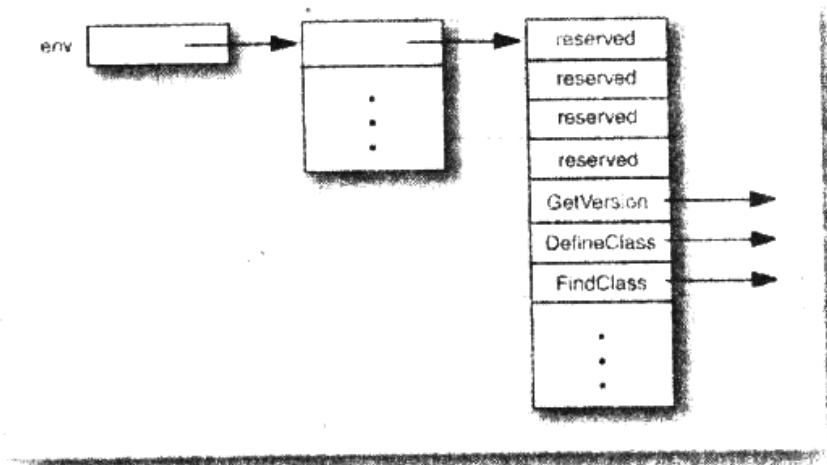 env
reserved
reserved
reserved
reserved
GetVersion
DefineClass
FindClass